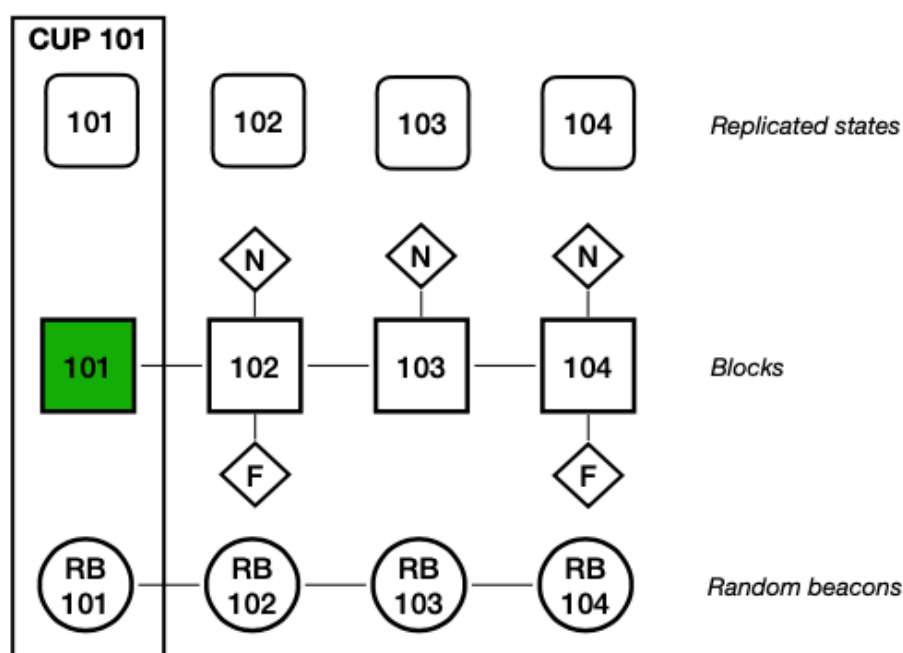 CUP 101
101 102 103 104 Replicated states
N N N
101 102 103 104 Blocks
F F
RB RB RB RB
101 102 103 104 Random beacons